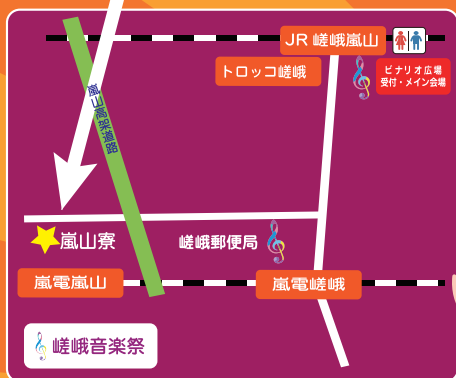 JR 嵯峨嵐山
トロッコ嵯峨
ビナリオ広場
受付・メイン会場
嵐山高架道路
嵐山寮
嵯峨郵便局
嵐電嵐山
嵐電嵯峨
嵯峨音楽祭